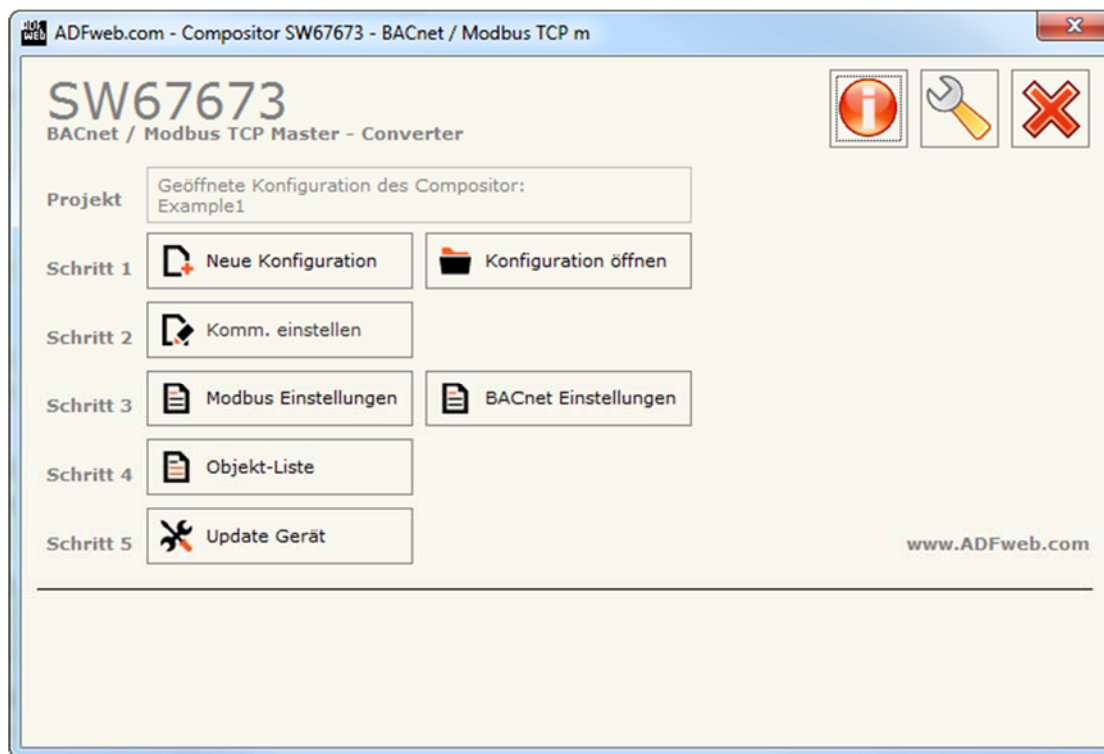 ADF WEB ADFweb.com - Compositor SW67673 - BACnet / Modbus TCP m
SW67673
BACnet / Modbus TCP Master - Converter
Projekt
Geöffnete Konfiguration des Compositor:
Example1
Schritt 1 Neue Konfiguration Konfiguration öffnen
Schritt 2 Komm. einstellen
Schritt 3 Modbus Einstellungen BACnet Einstellungen
Schritt 4 Objekt-Liste
Schritt 5 Update Gerät
www.ADFweb.com